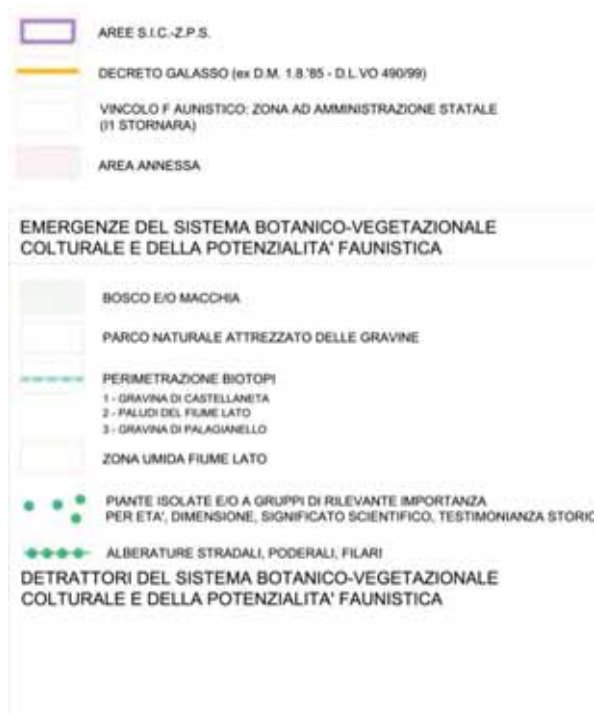 AREE S.I.C.-Z.P.S.
DECRETO GALASSO (ex D.M. 1.8.'85 - D.L.VO 490/99)
VINCOLO F AUNISTICO: ZONA AD AMMINISTRAZIONE STATALE
(I1 STORNARA)
AREA ANNESSA
EMERGENZE DEL SISTEMA BOTANICO-VEGETAZIONALE
COLTURALE E DELLA POTENZIALITA' FAUNISTICA
BOSCO E/O MACCHIA
PARCO NATURALE ATTREZZATO DELLE GRAVINE
PERIMETRAZIONE BIOTOPI
1 - GRAVINA DI CASTELLANETA
2 - PALUDI DEL FIUME LATO
3 - GRAVINA DI PALAGIANELLO
ZONA UMIDA FIUME LATO
PIANTE ISOLATE E/O A GRUPPI DI RILEVANTE IMPORTANZA
PER ETA', DIMENSIONE, SIGNIFICATO SCIENTIFICO, TESTIMONIANZA STORIC
ALBERATURE STRADALI, PODERALI, FILARI
DETRATTORI DEL SISTEMA BOTANICO-VEGETAZIONALE
COLTURALE E DELLA POTENZIALITA' FAUNISTICA